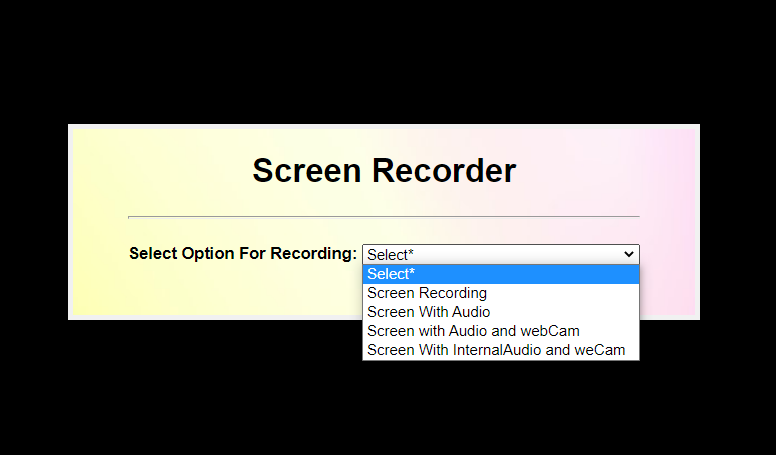 Screen Recorder
Select Option For Recording: Select*
Select*
Screen Recording
Screen With Audio
Screen with Audio and webCam
Screen With InternalAudio and weCam